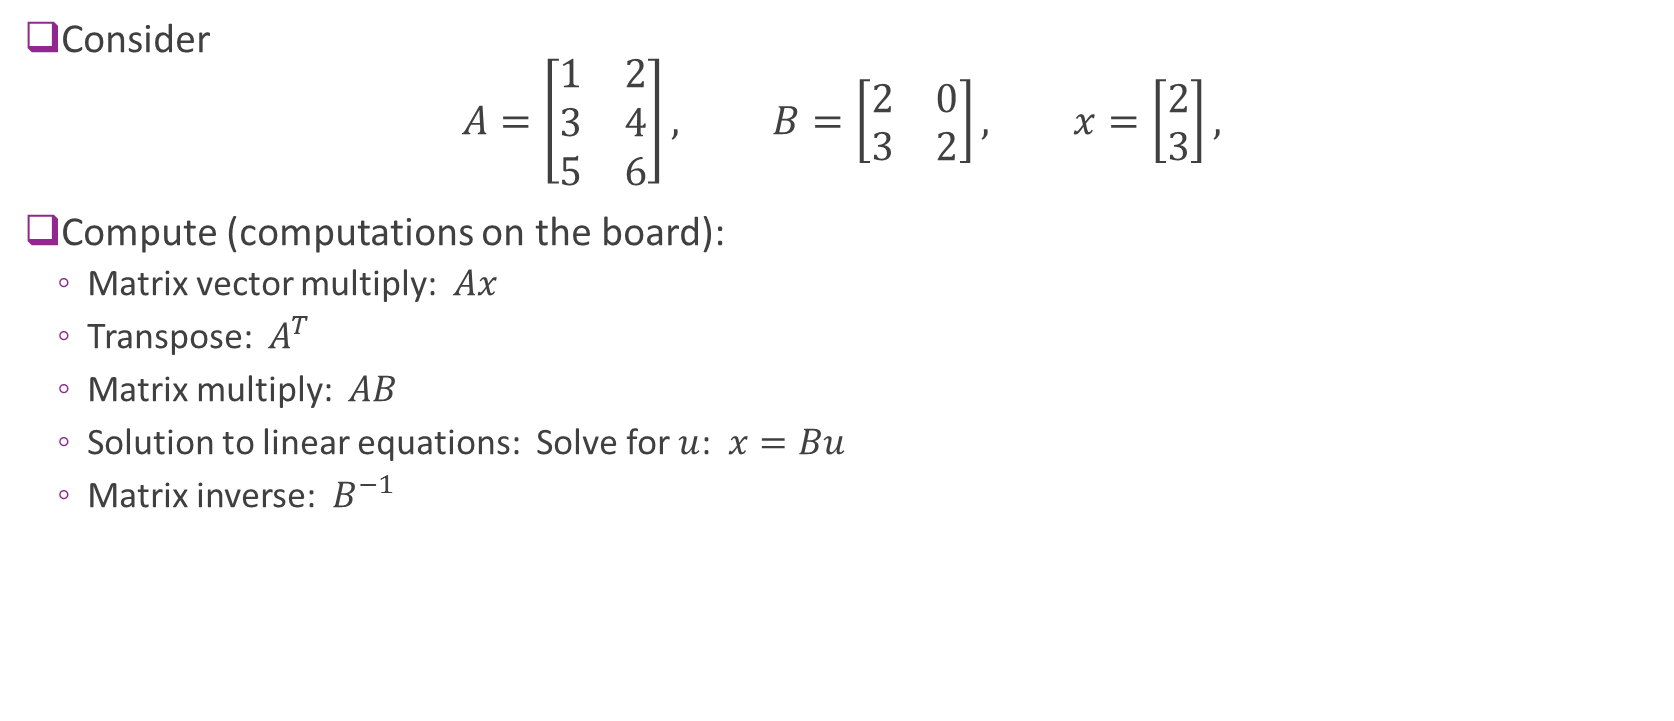 ❑Consider
A = [1 2; 3 4; 5 6], B = [2 0; 3 2], x = [2; 3],
❑Compute (computations on the board):
◦ Matrix vector multiply: Ax
◦ Transpose: A^T
◦ Matrix multiply: AB
◦ Solution to linear equations: Solve for u: x = Bu
◦ Matrix inverse: B^−1